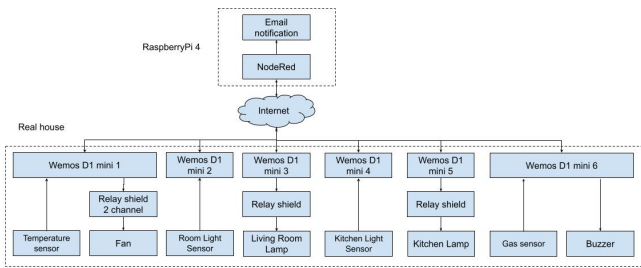 Email
notification
RaspberryPi 4
NodeRed
Internet
Real house
Wemos D1 mini 1
Wemos D1
mini 2
Wemos D1
mini 3
Wemos D1
mini 4
Wemos D1
mini 5
Wemos D1 mini 6
Relay shield
2 channel
Relay shield
Relay shield
Temperature
sensor
Fan
Room Light
Sensor
Living Room
Lamp
Kitchen Light
Sensor
Kitchen Lamp
Gas sensor
Buzzer